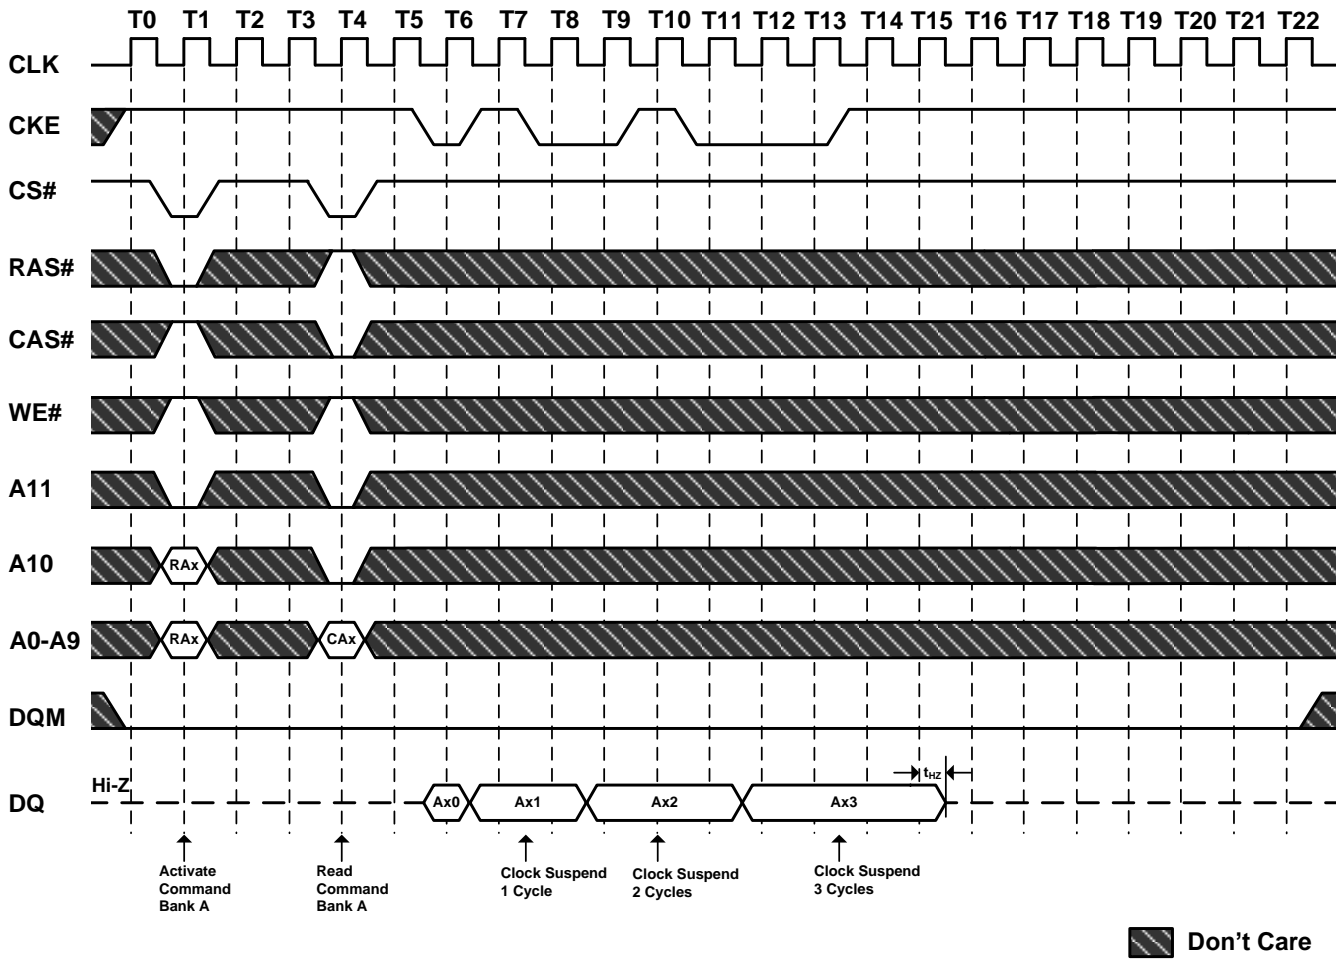 T0 T1 T2 T3 T4 T5 T6 T7 T8 T9 T10 T11 T12 T13 T14 T15 T16 T17 T18 T19 T20 T21 T22
CLK
CKE
CS#
RAS#
CAS#
WE#
A11
A10 RAx
A0-A9 RAx CAx
DQM
Hi-Z tHZ
DQ Ax0 Ax1 Ax2 Ax3
Activate
Command
Bank A
Read
Command
Bank A
Clock Suspend
1 Cycle
Clock Suspend
2 Cycles
Clock Suspend
3 Cycles
Don't Care